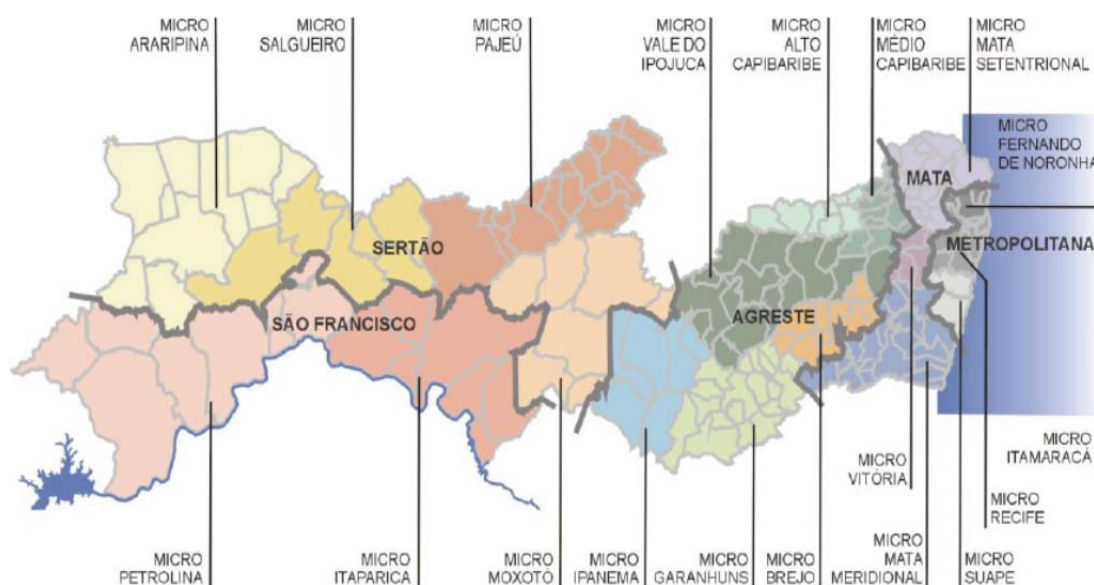 MICRO
ARARIPINA
MICRO
SALGUEIRO
MICRO
PAJEÚ
MICRO
VALE DO
IPOJUCA
MICRO
ALTO
CAPIBARIBE
MICRO
MÉDIO
CAPIBARIBE
MICRO
MATA
SETENTRIONAL
MICRO
FERNANDO
DE NORONHA
MATA
METROPOLITANA
SERTÃO
SÃO FRANCISCO
AGRESTE
MICRO
ITAMARACÁ
MICRO
VITÓRIA
MICRO
RECIFE
MICRO
PETROLINA
MICRO
ITAPARICA
MICRO
MOXOTÓ
MICRO
IPANEMA
MICRO
GARANHUNS
MICRO
BREJO
MICRO
MATA
MERIDIONAL
MICRO
SUAPE